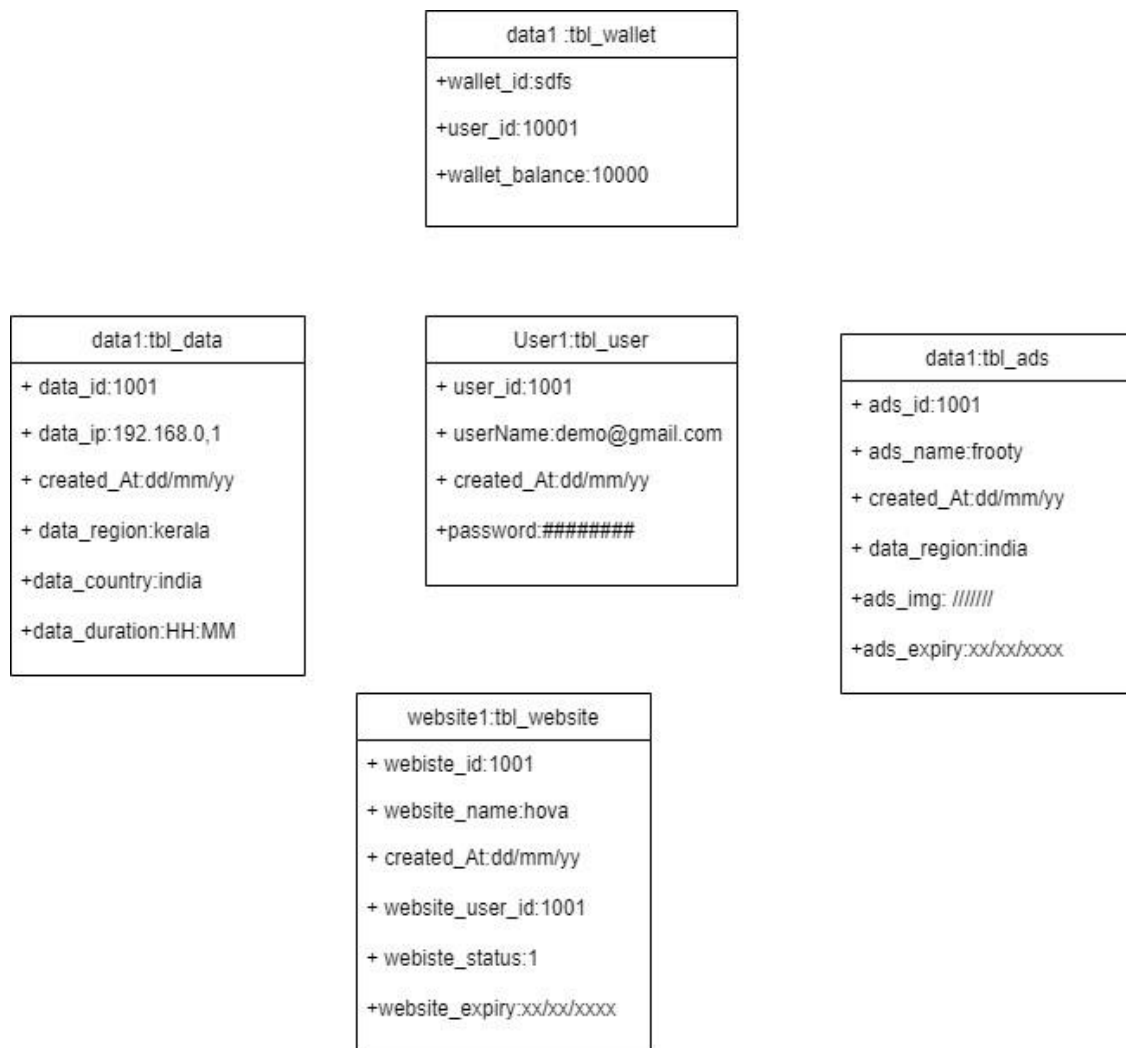 data1 :tbl_wallet
+wallet_id:sdfs
+user_id:10001
+wallet_balance:10000
data1:tbl_data
+ data_id:1001
+ data_ip:192.168.0,1
+ created_At:dd/mm/yy
+ data_region:kerala
+data_country:india
+data_duration:HH:MM
User1:tbl_user
+ user_id:1001
+ userName:demo@gmail.com
+ created_At:dd/mm/yy
+password:########
data1:tbl_ads
+ ads_id:1001
+ ads_name:frooty
+ created_At:dd/mm/yy
+ data_region:india
+ads_img: ///////
+ads_expiry:xx/xx/xxxx
website1:tbl_website
+ webiste_id:1001
+ website_name:hova
+ created_At:dd/mm/yy
+ website_user_id:1001
+ webiste_status:1
+website_expiry:xx/xx/xxxx